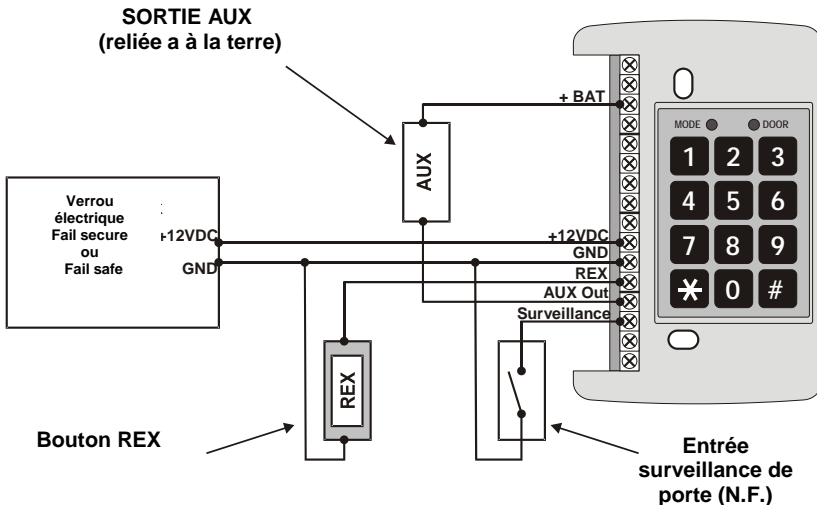 SORTIE AUX
(reliée a à la terre)
+ BAT
MODE DOOR
1 2 3
AUX
4 5 6
Verrou
électrique
Fail secure
ou
Fail safe
+12VDC
GND
+12VDC
GND
REX
AUX Out
Surveillance
7 8 9
* 0 #
REX
Bouton REX
Entrée
surveillance de
porte (N.F.)